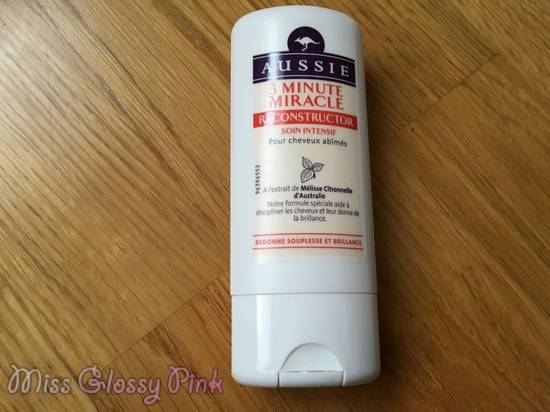 AUSSIE
3 MINUTE
MIRACLE
RECONSTRUCTOR
SOIN INTENSIF
Pour cheveux abîmés
96396552
A l'extrait de Mélisse Citronnelle
d'Australie
Notre formule spéciale aide à
discipliner les cheveux et leur donne de
la brillance.
REDONNE SOUPLESSE ET BRILLANCE
Miss Glossy Pink